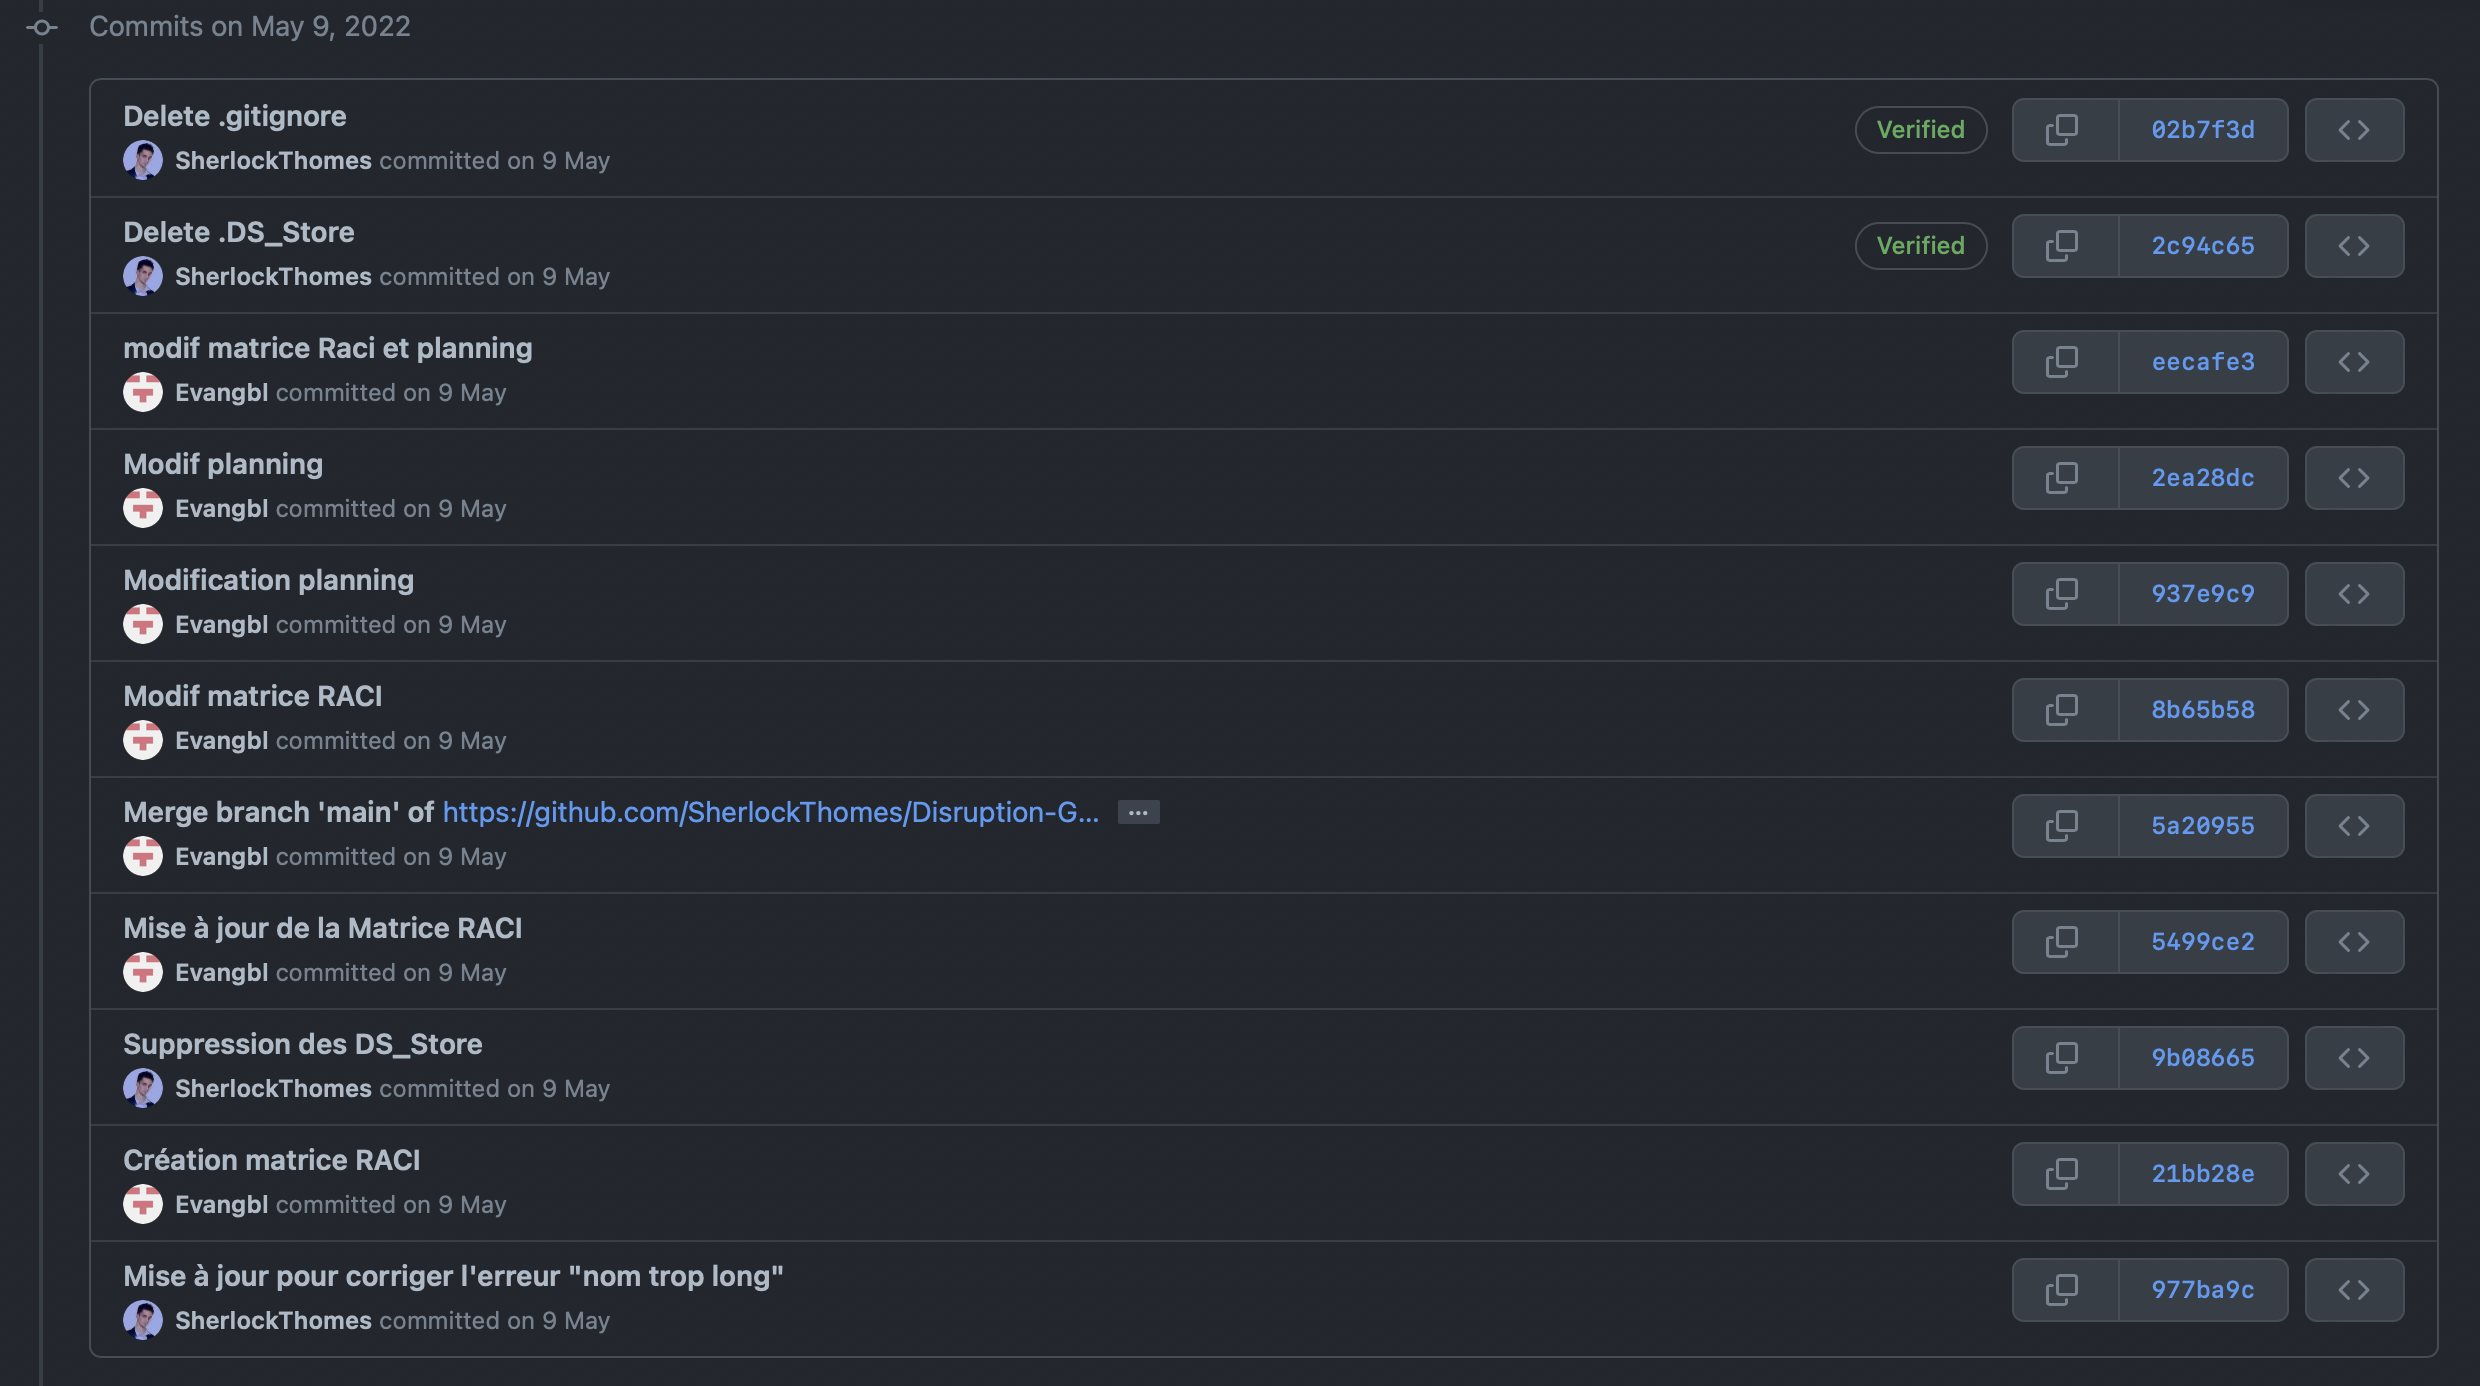 Commits on May 9, 2022
Delete .gitignore
SherlockThomes committed on 9 May
Verified
02b7f3d
Delete .DS_Store
SherlockThomes committed on 9 May
Verified
2c94c65
modif matrice Raci et planning
Evangbl committed on 9 May
eecafe3
Modif planning
Evangbl committed on 9 May
2ea28dc
Modification planning
Evangbl committed on 9 May
937e9c9
Modif matrice RACI
Evangbl committed on 9 May
8b65b58
Merge branch 'main' of https://github.com/SherlockThomes/Disruption-G... ...
Evangbl committed on 9 May
5a20955
Mise à jour de la Matrice RACI
Evangbl committed on 9 May
5499ce2
Suppression des DS_Store
SherlockThomes committed on 9 May
9b08665
Création matrice RACI
Evangbl committed on 9 May
21bb28e
Mise à jour pour corriger l'erreur "nom trop long"
SherlockThomes committed on 9 May
977ba9c